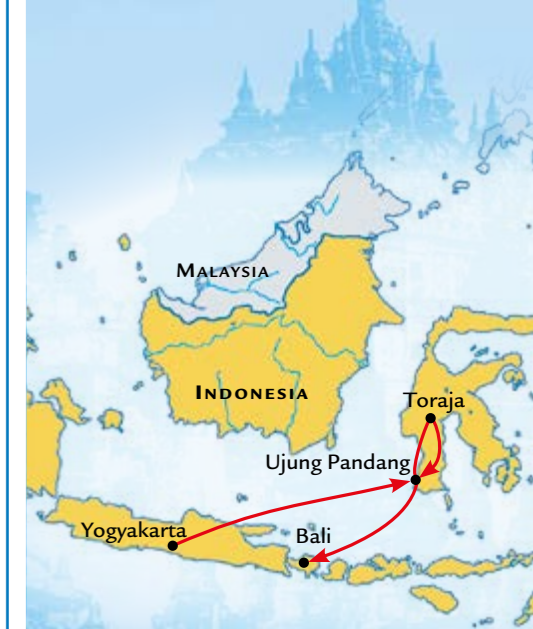 MALAYSIA
INDONESIA
Toraja
Ujung Pandang
Yogyakarta
Bali